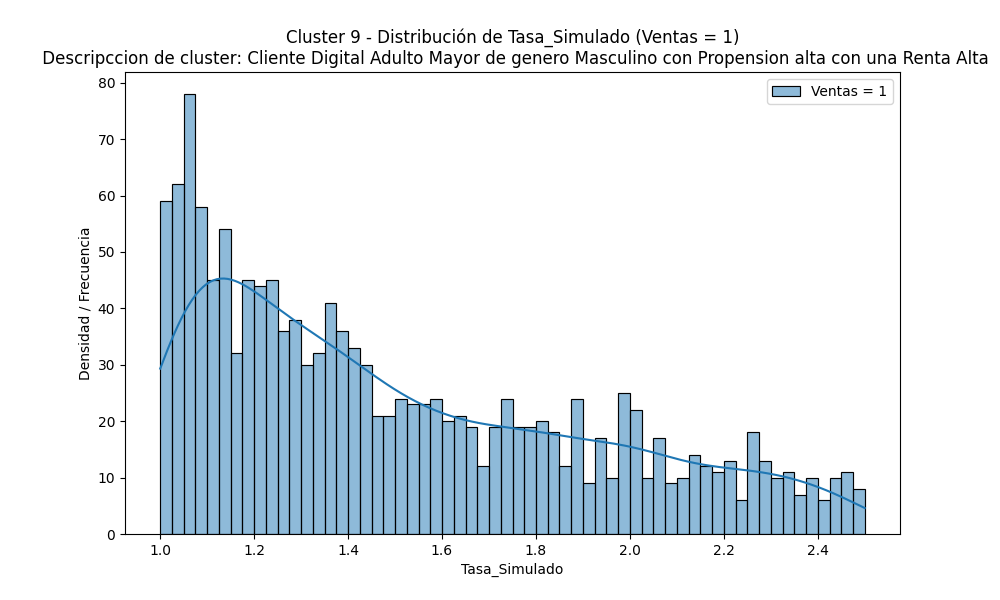 Cluster 9 - Distribución de Tasa_Simulado (Ventas = 1)
Descripccion de cluster: Cliente Digital Adulto Mayor de genero Masculino con Propension alta con una Renta Alta
Ventas = 1
80
70
60
50
40
30
20
10
0
Densidad / Frecuencia
1.0 1.2 1.4 1.6 1.8 2.0 2.2 2.4
Tasa_Simulado